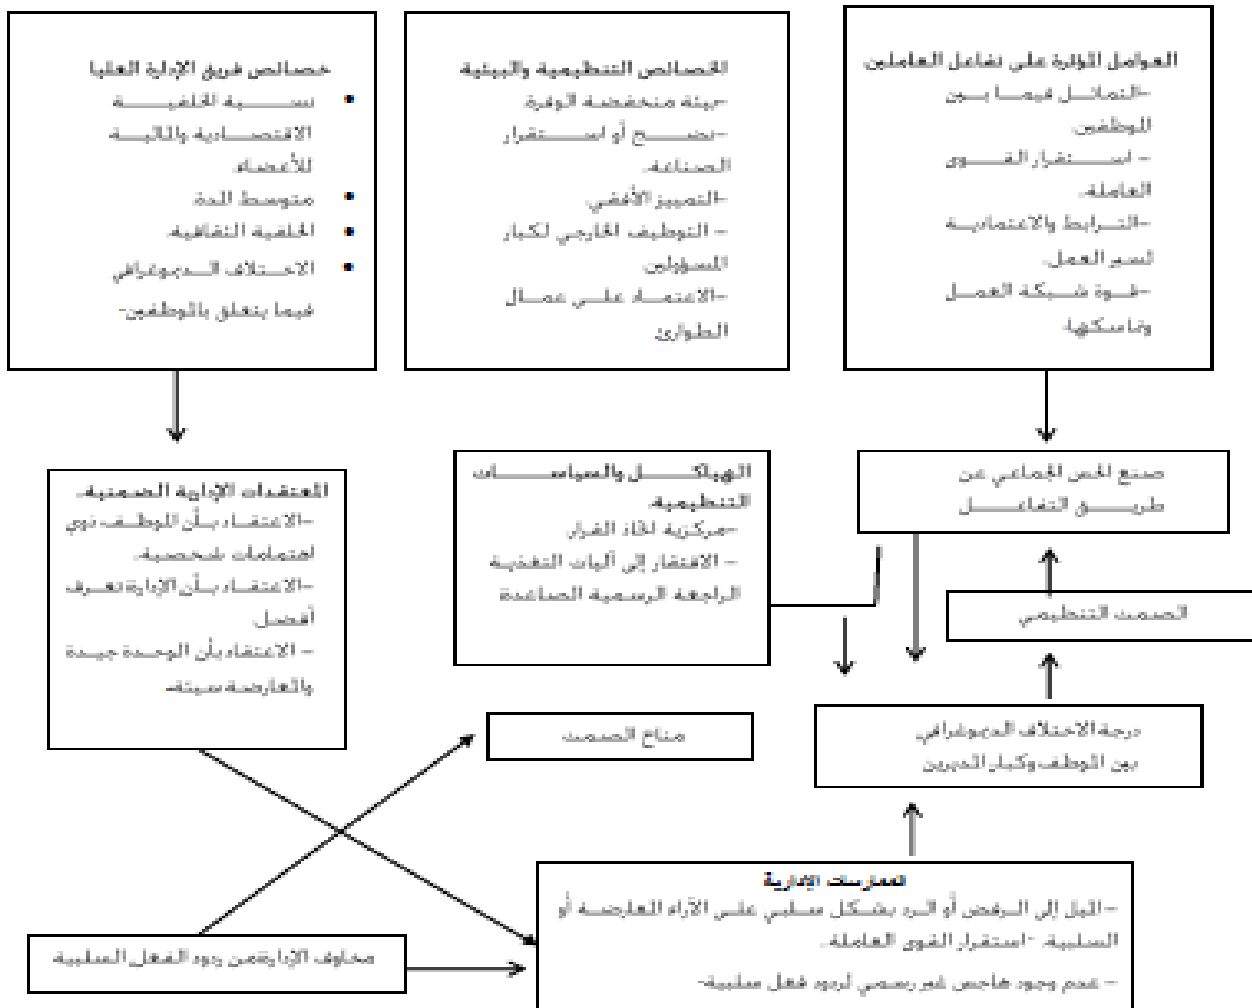 العوامل المؤثرة على تفاعل العاملين
-التماثل فيما بين
الموظفين.
- استقرار القوى
العاملة.
-الترابط والاعتمادية
لسير العمل.
-قوة شبكة العمل
وتماسكها-
الخصائص التنظيمية والبيئية
-بيئة منخفضة الوفرة.
-نضج أو استقرار
الصناعة.
-التمييز الأفقي.
- التوظيف الخارجي لكبار
المسؤولين.
-الاعتماد على عمال
الطوارئ
خصائص فريق الإدارة العليا
• نسبة الخلفية
الاقتصادية والمالية
للأعضاء.
• متوسط المدة.
• الخلفية الثقافية.
• الاختلاف الديموغرافي
فيما يتعلق بالموظفين-
صنع الحس الجماعي عن
طريق التفاعل
الهياكل والسياسات
التنظيمية.
-مركزية اتخاذ القرار
- الافتقار إلى آليات التغذية
الراجعة الرسمية الصاعدة
المعتقدات الإدارية الضمنية.
-الاعتقاد بأن الموظف ذوي
اهتمامات شخصية.
-الاعتقاد بأن الإدارة تعرف
أفضل.
- الاعتقاد بأن الوحدة جيدة
والمعارضة سيئة-
الصمت التنظيمي
درجة الاختلاف الديموغرافي
بين الموظف وكبار المديرين
مناخ الصمت
الممارسات الإدارية
-الميل إلى الرفض أو الرد بشكل سلبي على الآراء المعارضة أو
السلبية. -استقرار القوى العاملة.
- عدم وجود هاجس غير رسمي لردود فعل سلبية-
مخاوف الإدارة من ردود الفعل السلبية